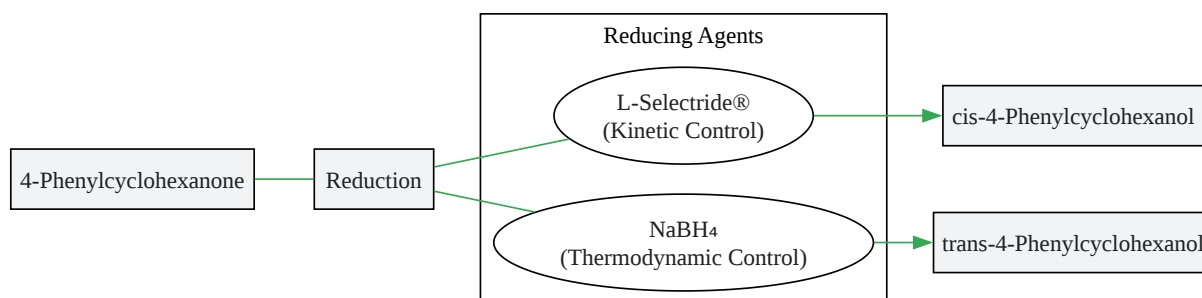 Reducing Agents
L-Selectride®
(Kinetic Control)
cis-4-Phenylcyclohexanol
4-Phenylcyclohexanone
Reduction
NaBH₄
(Thermodynamic Control)
trans-4-Phenylcyclohexanol